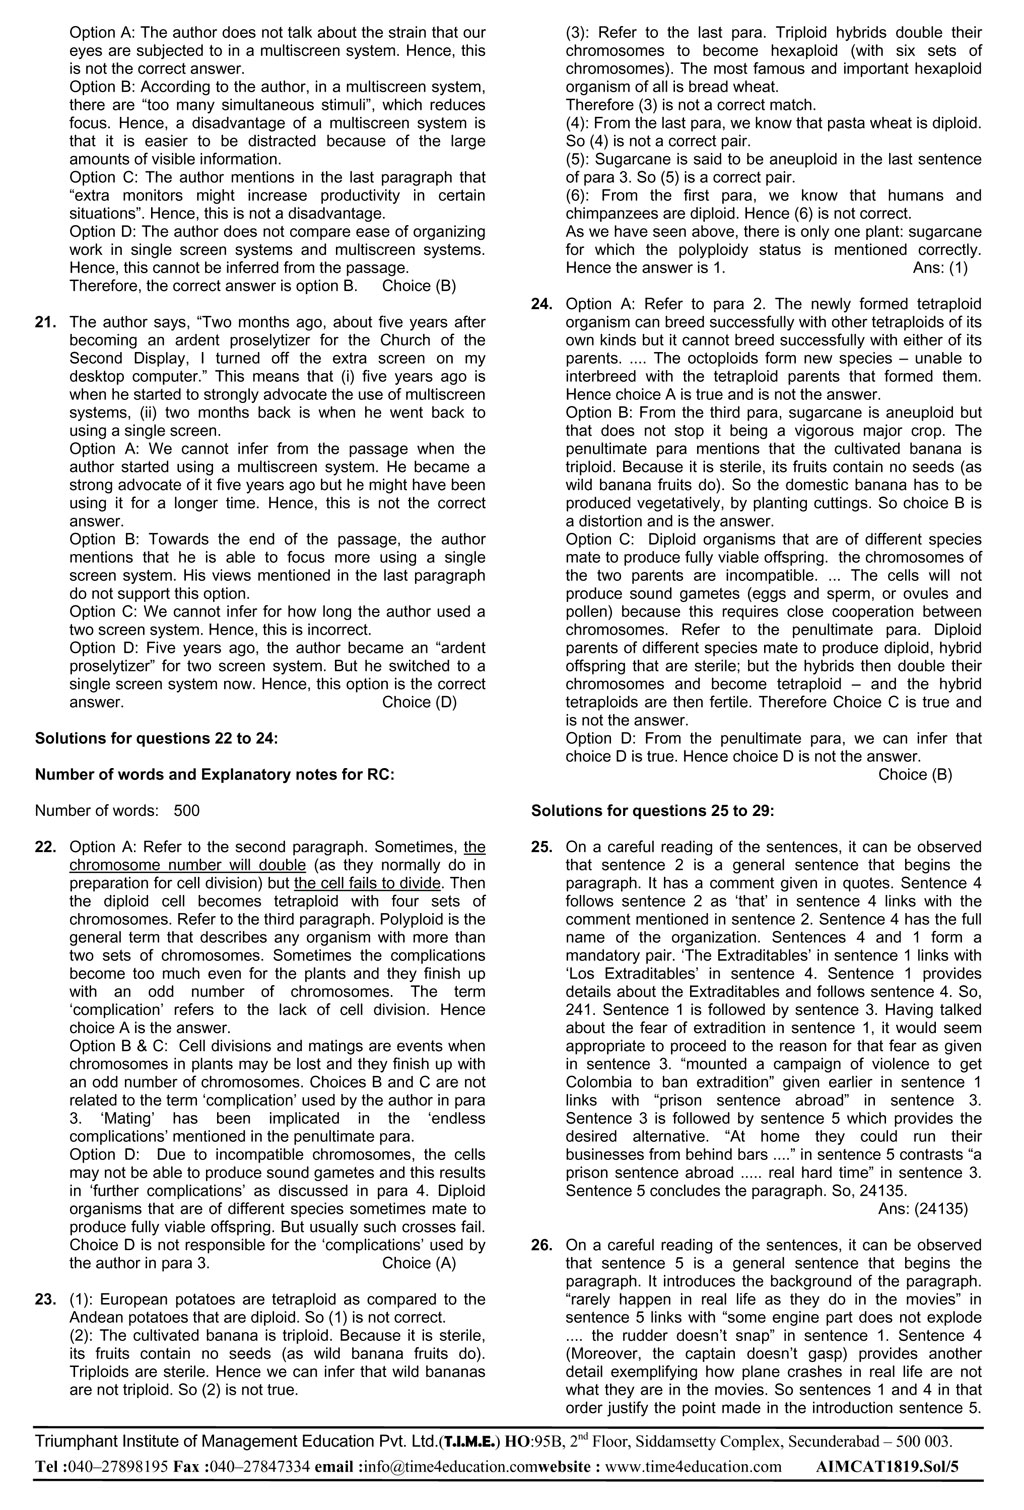 Option A: The author does not talk about the strain that our
eyes are subjected to in a multiscreen system. Hence, this
is not the correct answer.
Option B: According to the author, in a multiscreen system,
there are “too many simultaneous stimuli”, which reduces
focus. Hence, a disadvantage of a multiscreen system is
that it is easier to be distracted because of the large
amounts of visible information.
Option C: The author mentions in the last paragraph that
“extra monitors might increase productivity in certain
situations”. Hence, this is not a disadvantage.
Option D: The author does not compare ease of organizing
work in single screen systems and multiscreen systems.
Hence, this cannot be inferred from the passage.
Therefore, the correct answer is option B. Choice (B)
21. The author says, “Two months ago, about five years after
becoming an ardent proselytizer for the Church of the
Second Display, I turned off the extra screen on my
desktop computer.” This means that (i) five years ago is
when he started to strongly advocate the use of multiscreen
systems, (ii) two months back is when he went back to
using a single screen.
Option A: We cannot infer from the passage when the
author started using a multiscreen system. He became a
strong advocate of it five years ago but he might have been
using it for a longer time. Hence, this is not the correct
answer.
Option B: Towards the end of the passage, the author
mentions that he is able to focus more using a single
screen system. His views mentioned in the last paragraph
do not support this option.
Option C: We cannot infer for how long the author used a
two screen system. Hence, this is incorrect.
Option D: Five years ago, the author became an “ardent
proselytizer” for two screen system. But he switched to a
single screen system now. Hence, this option is the correct
answer. Choice (D)
Solutions for questions 22 to 24:
Number of words and Explanatory notes for RC:
Number of words: 500
22. Option A: Refer to the second paragraph. Sometimes, the
chromosome number will double (as they normally do in
preparation for cell division) but the cell fails to divide. Then
the diploid cell becomes tetraploid with four sets of
chromosomes. Refer to the third paragraph. Polyploid is the
general term that describes any organism with more than
two sets of chromosomes. Sometimes the complications
become too much even for the plants and they finish up
with an odd number of chromosomes. The term
‘complication’ refers to the lack of cell division. Hence
choice A is the answer.
Option B & C: Cell divisions and matings are events when
chromosomes in plants may be lost and they finish up with
an odd number of chromosomes. Choices B and C are not
related to the term ‘complication’ used by the author in para
3. ‘Mating’ has been implicated in the ‘endless
complications’ mentioned in the penultimate para.
Option D: Due to incompatible chromosomes, the cells
may not be able to produce sound gametes and this results
in ‘further complications’ as discussed in para 4. Diploid
organisms that are of different species sometimes mate to
produce fully viable offspring. But usually such crosses fail.
Choice D is not responsible for the ‘complications’ used by
the author in para 3. Choice (A)
23. (1): European potatoes are tetraploid as compared to the
Andean potatoes that are diploid. So (1) is not correct.
(2): The cultivated banana is triploid. Because it is sterile,
its fruits contain no seeds (as wild banana fruits do).
Triploids are sterile. Hence we can infer that wild bananas
are not triploid. So (2) is not true.
(3): Refer to the last para. Triploid hybrids double their
chromosomes to become hexaploid (with six sets of
chromosomes). The most famous and important hexaploid
organism of all is bread wheat.
Therefore (3) is not a correct match.
(4): From the last para, we know that pasta wheat is diploid.
So (4) is not a correct pair.
(5): Sugarcane is said to be aneuploid in the last sentence
of para 3. So (5) is a correct pair.
(6): From the first para, we know that humans and
chimpanzees are diploid. Hence (6) is not correct.
As we have seen above, there is only one plant: sugarcane
for which the polyploidy status is mentioned correctly.
Hence the answer is 1. Ans: (1)
24. Option A: Refer to para 2. The newly formed tetraploid
organism can breed successfully with other tetraploids of its
own kinds but it cannot breed successfully with either of its
parents. .... The octoploids form new species – unable to
interbreed with the tetraploid parents that formed them.
Hence choice A is true and is not the answer.
Option B: From the third para, sugarcane is aneuploid but
that does not stop it being a vigorous major crop. The
penultimate para mentions that the cultivated banana is
triploid. Because it is sterile, its fruits contain no seeds (as
wild banana fruits do). So the domestic banana has to be
produced vegetatively, by planting cuttings. So choice B is
a distortion and is the answer.
Option C: Diploid organisms that are of different species
mate to produce fully viable offspring. the chromosomes of
the two parents are incompatible. ... The cells will not
produce sound gametes (eggs and sperm, or ovules and
pollen) because this requires close cooperation between
chromosomes. Refer to the penultimate para. Diploid
parents of different species mate to produce diploid, hybrid
offspring that are sterile; but the hybrids then double their
chromosomes and become tetraploid – and the hybrid
tetraploids are then fertile. Therefore Choice C is true and
is not the answer.
Option D: From the penultimate para, we can infer that
choice D is true. Hence choice D is not the answer.
Choice (B)
Solutions for questions 25 to 29:
25. On a careful reading of the sentences, it can be observed
that sentence 2 is a general sentence that begins the
paragraph. It has a comment given in quotes. Sentence 4
follows sentence 2 as ‘that’ in sentence 4 links with the
comment mentioned in sentence 2. Sentence 4 has the full
name of the organization. Sentences 4 and 1 form a
mandatory pair. ‘The Extraditables’ in sentence 1 links with
‘Los Extraditables’ in sentence 4. Sentence 1 provides
details about the Extraditables and follows sentence 4. So,
241. Sentence 1 is followed by sentence 3. Having talked
about the fear of extradition in sentence 1, it would seem
appropriate to proceed to the reason for that fear as given
in sentence 3. “mounted a campaign of violence to get
Colombia to ban extradition” given earlier in sentence 1
links with “prison sentence abroad” in sentence 3.
Sentence 3 is followed by sentence 5 which provides the
desired alternative. “At home they could run their
businesses from behind bars ....” in sentence 5 contrasts “a
prison sentence abroad ..... real hard time” in sentence 3.
Sentence 5 concludes the paragraph. So, 24135.
Ans: (24135)
26. On a careful reading of the sentences, it can be observed
that sentence 5 is a general sentence that begins the
paragraph. It introduces the background of the paragraph.
“rarely happen in real life as they do in the movies” in
sentence 5 links with “some engine part does not explode
.... the rudder doesn’t snap” in sentence 1. Sentence 4
(Moreover, the captain doesn’t gasp) provides another
detail exemplifying how plane crashes in real life are not
what they are in the movies. So sentences 1 and 4 in that
order justify the point made in the introduction sentence 5.
Triumphant Institute of Management Education Pvt. Ltd.(T.I.M.E.) HO:95B, 2nd Floor, Siddamsetty Complex, Secunderabad – 500 003.
Tel :040–27898195 Fax :040–27847334 email :info@time4education.comwebsite : www.time4education.com AIMCAT1819.Sol/5